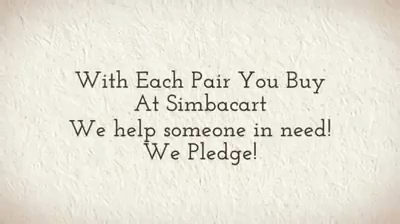 With Each Pair You Buy
At Simbacart
We help someone in need!
We Pledge!